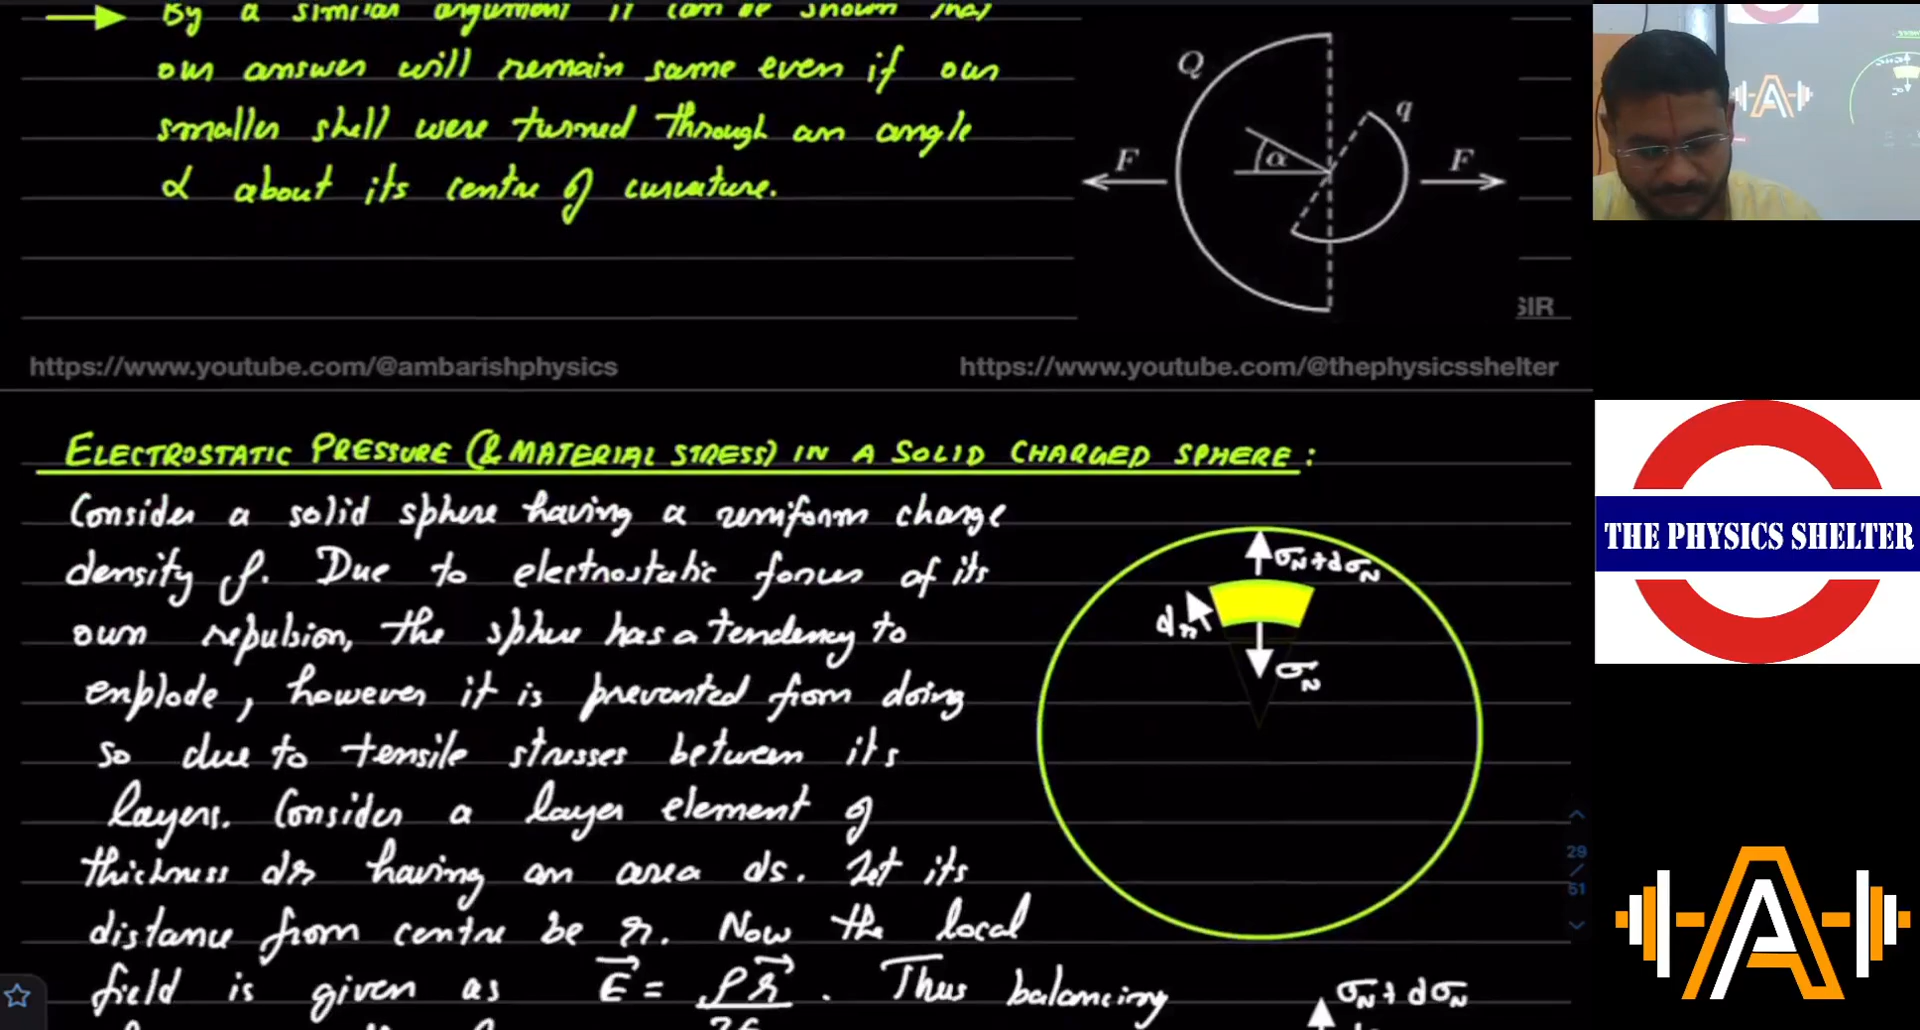 By a similar argument it can be shown that
our answer will remain same even if our
smaller shell were turned through an angle
α about its centre of curvature.
Q
q
α
F
F
SIR
https://www.youtube.com/@ambarishphysics
https://www.youtube.com/@thephysicsshelter
ELECTROSTATIC PRESSURE (& MATERIAL STRESS) IN A SOLID CHARGED SPHERE:
Consider a solid sphere having a uniform charge
density ρ. Due to electrostatic forces of its
own repulsion, the sphere has a tendency to
explode, however it is prevented from doing
so due to tensile stresses between its
layers. Consider a layer element of
thickness dr having an area ds. Let its
distance from centre be r. Now the local
field is given as E = ρr. Thus balancing
σN+dσN
dr
σr
σN+dσN
29
/
51
THE PHYSICS SHELTER
A